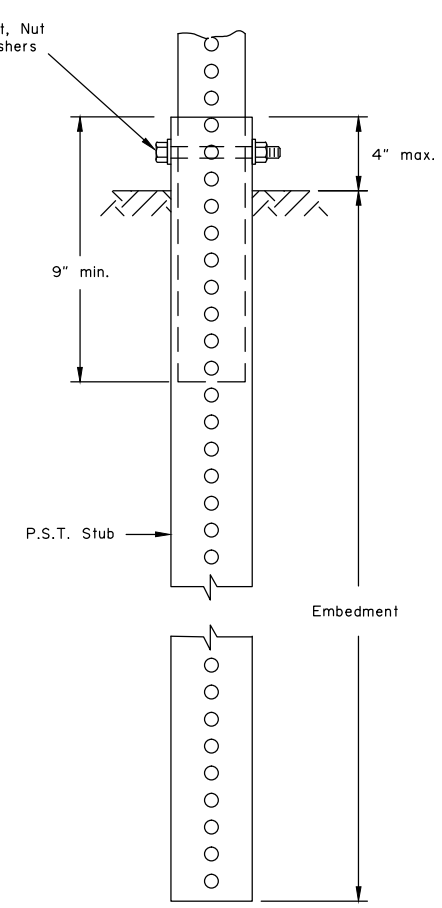 t, Nut
shers
4" max.
9" min.
P.S.T. Stub
Embedment